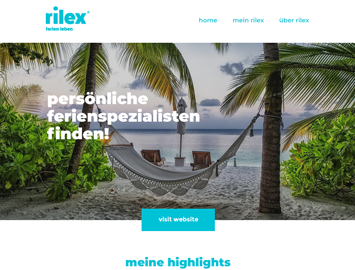 rilex
ferien leben
home mein rilex über rilex
persönliche
ferienspezialisten
finden!
visit website
meine highlights